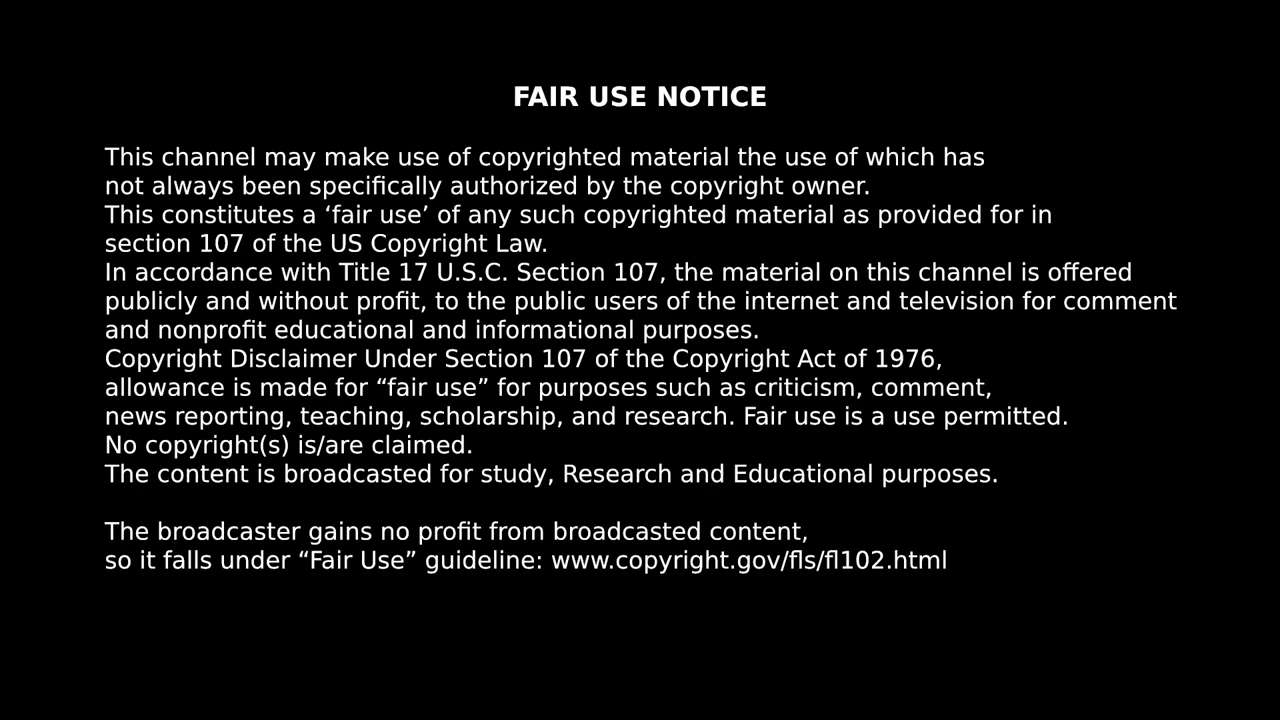 FAIR USE NOTICE
This channel may make use of copyrighted material the use of which has
not always been specifically authorized by the copyright owner.
This constitutes a ‘fair use’ of any such copyrighted material as provided for in
section 107 of the US Copyright Law.
In accordance with Title 17 U.S.C. Section 107, the material on this channel is offered
publicly and without profit, to the public users of the internet and television for comment
and nonprofit educational and informational purposes.
Copyright Disclaimer Under Section 107 of the Copyright Act of 1976,
allowance is made for “fair use” for purposes such as criticism, comment,
news reporting, teaching, scholarship, and research. Fair use is a use permitted.
No copyright(s) is/are claimed.
The content is broadcasted for study, Research and Educational purposes.
The broadcaster gains no profit from broadcasted content,
so it falls under “Fair Use” guideline: www.copyright.gov/fls/fl102.html